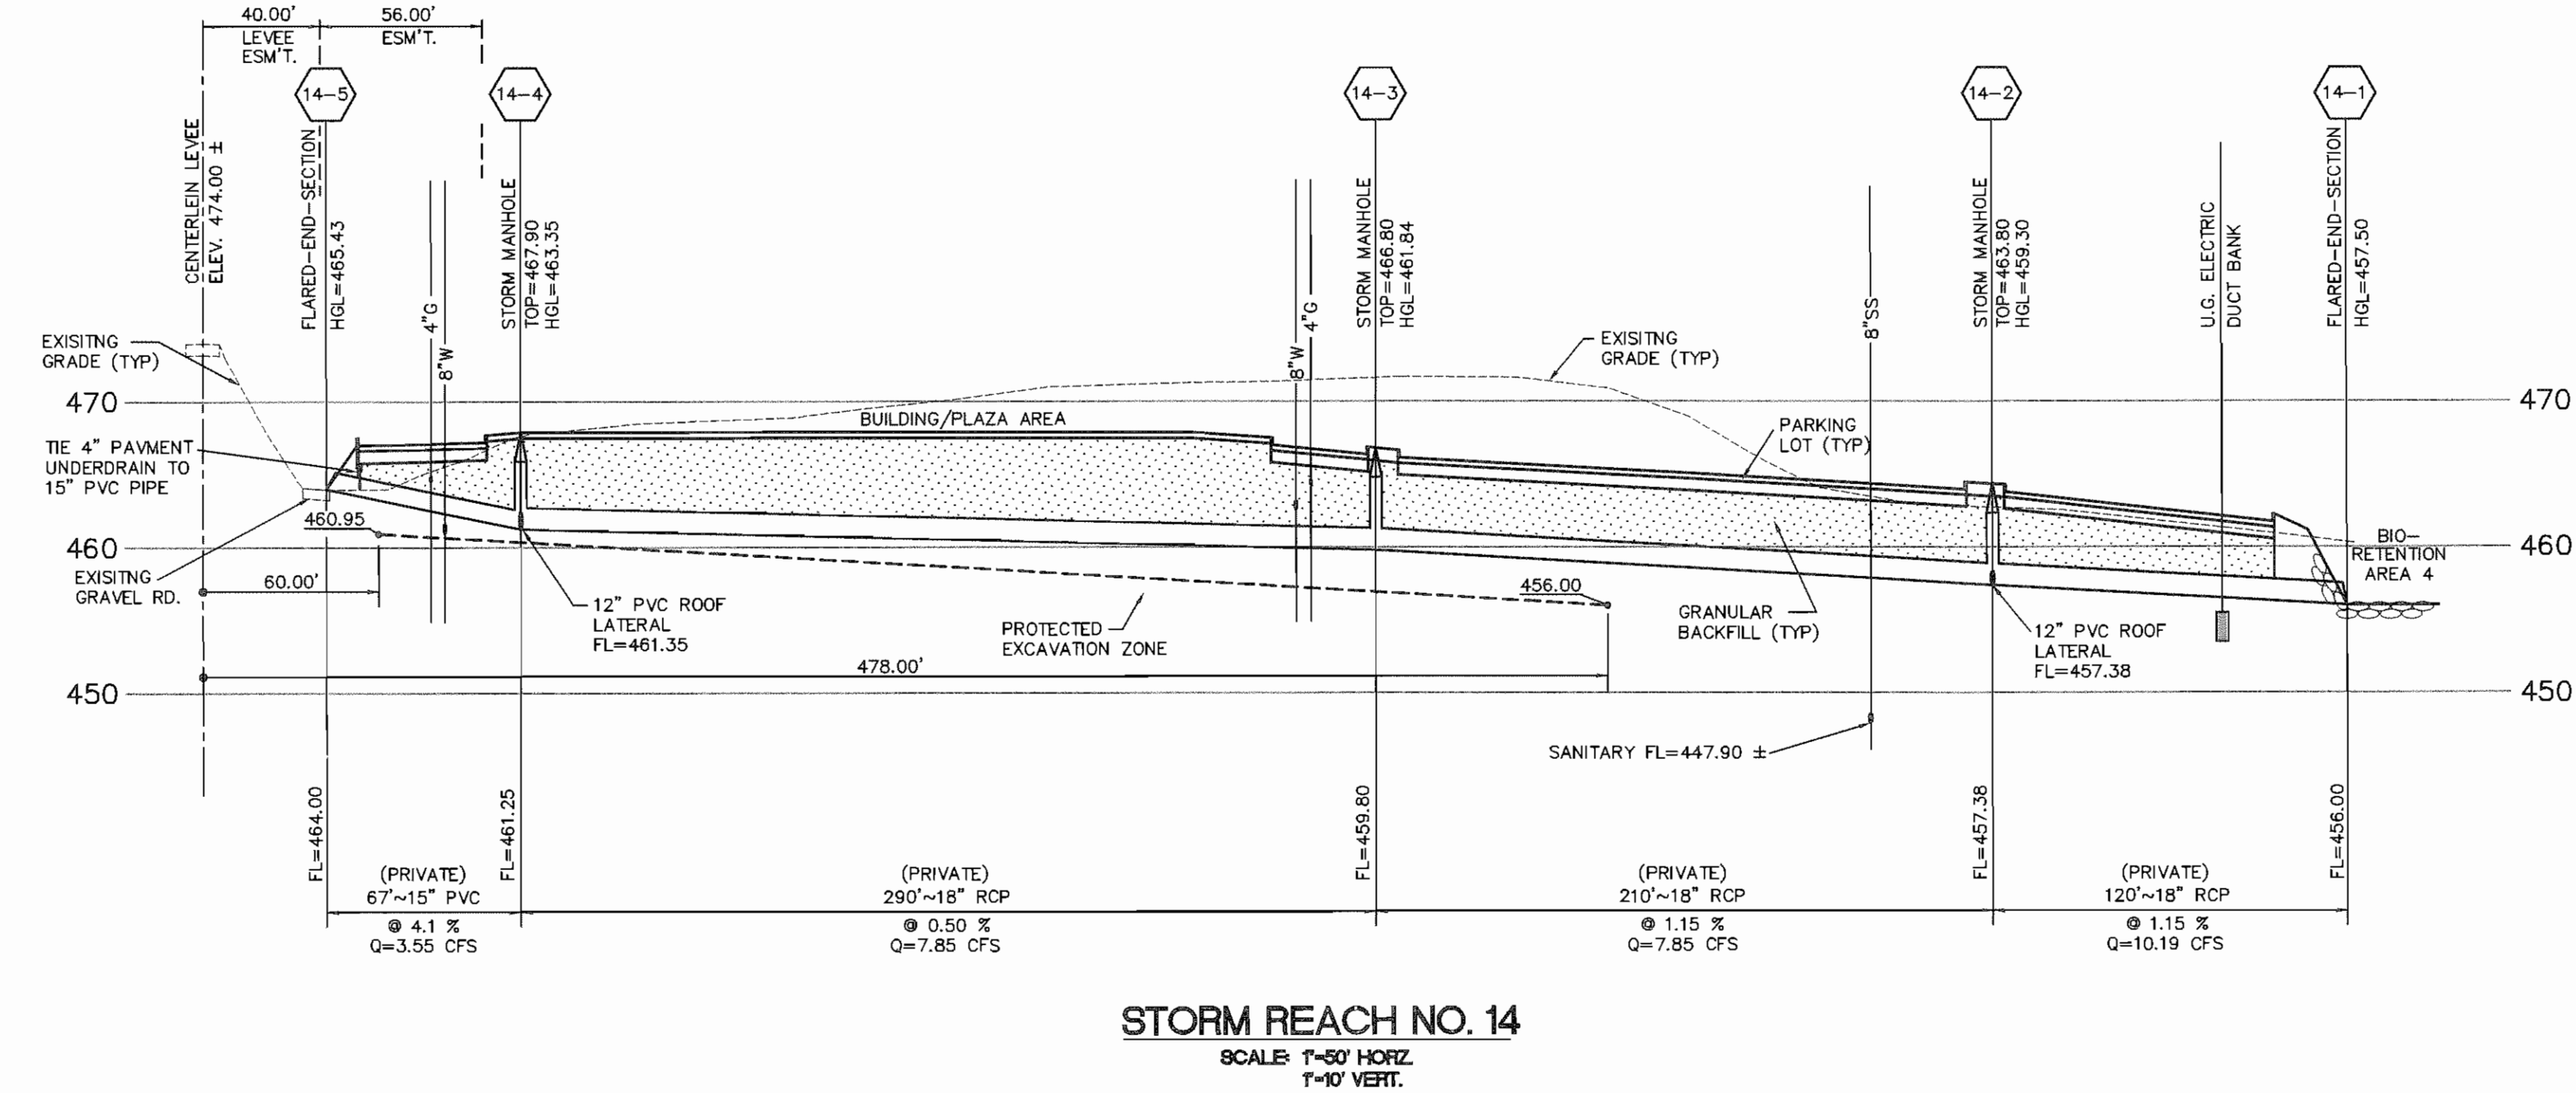 40.00'
LEVEE
ESM'T.
56.00'
ESM'T.
14-5
14-4
14-3
14-2
14-1
CENTERLEIN LEVEE
ELEV. 474.00 ±
FLARED-END-SECTION
HGL=465.43
4"G
8"W
STORM MANHOLE
TOP=467.90
HGL=463.35
8"W
4"G
STORM MANHOLE
TOP=466.80
HGL=461.84
8"SS
STORM MANHOLE
TOP=463.80
HGL=459.30
U.G. ELECTRIC
DUCT BANK
FLARED-END-SECTION
HGL=457.50
EXISITNG
GRADE (TYP)
EXISITNG
GRADE (TYP)
470
470
BUILDING/PLAZA AREA
PARKING
LOT (TYP)
TIE 4" PAVMENT
UNDERDRAIN TO
15" PVC PIPE
460.95
460
460
BIO-
RETENTION
AREA 4
EXISITNG
GRAVEL RD.
60.00'
12" PVC ROOF
LATERAL
FL=461.35
PROTECTED
EXCAVATION ZONE
456.00
GRANULAR
BACKFILL (TYP)
12" PVC ROOF
LATERAL
FL=457.38
478.00'
450
450
SANITARY FL=447.90 ±
FL=464.00
FL=461.25
FL=459.80
FL=457.38
FL=456.00
(PRIVATE)
67'~15" PVC
@ 4.1 %
Q=3.55 CFS
(PRIVATE)
290'~18" RCP
@ 0.50 %
Q=7.85 CFS
(PRIVATE)
210'~18" RCP
@ 1.15 %
Q=7.85 CFS
(PRIVATE)
120'~18" RCP
@ 1.15 %
Q=10.19 CFS
STORM REACH NO. 14
SCALE: 1"=50' HORZ.
1"=10' VERT.